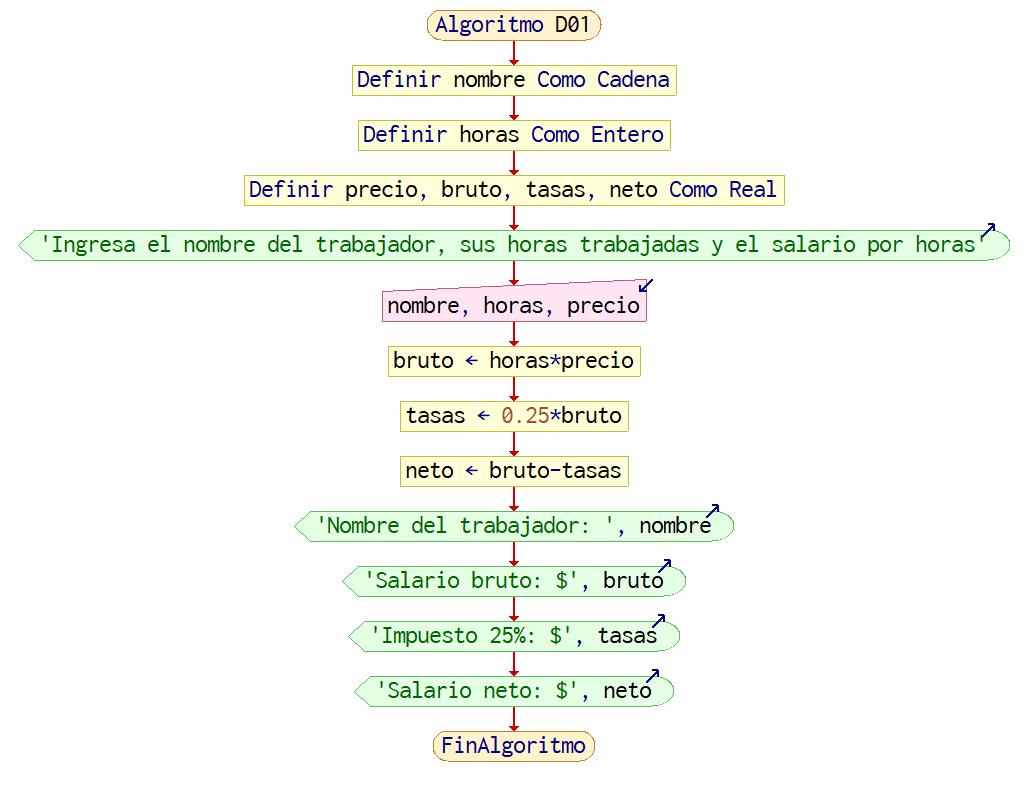 Algoritmo D01
Definir nombre Como Cadena
Definir horas Como Entero
Definir precio, bruto, tasas, neto Como Real
'Ingresa el nombre del trabajador, sus horas trabajadas y el salario por horas'
nombre, horas, precio
bruto ← horas*precio
tasas ← 0.25*bruto
neto ← bruto-tasas
'Nombre del trabajador: ', nombre
'Salario bruto: $', bruto
'Impuesto 25%: $', tasas
'Salario neto: $', neto
FinAlgoritmo